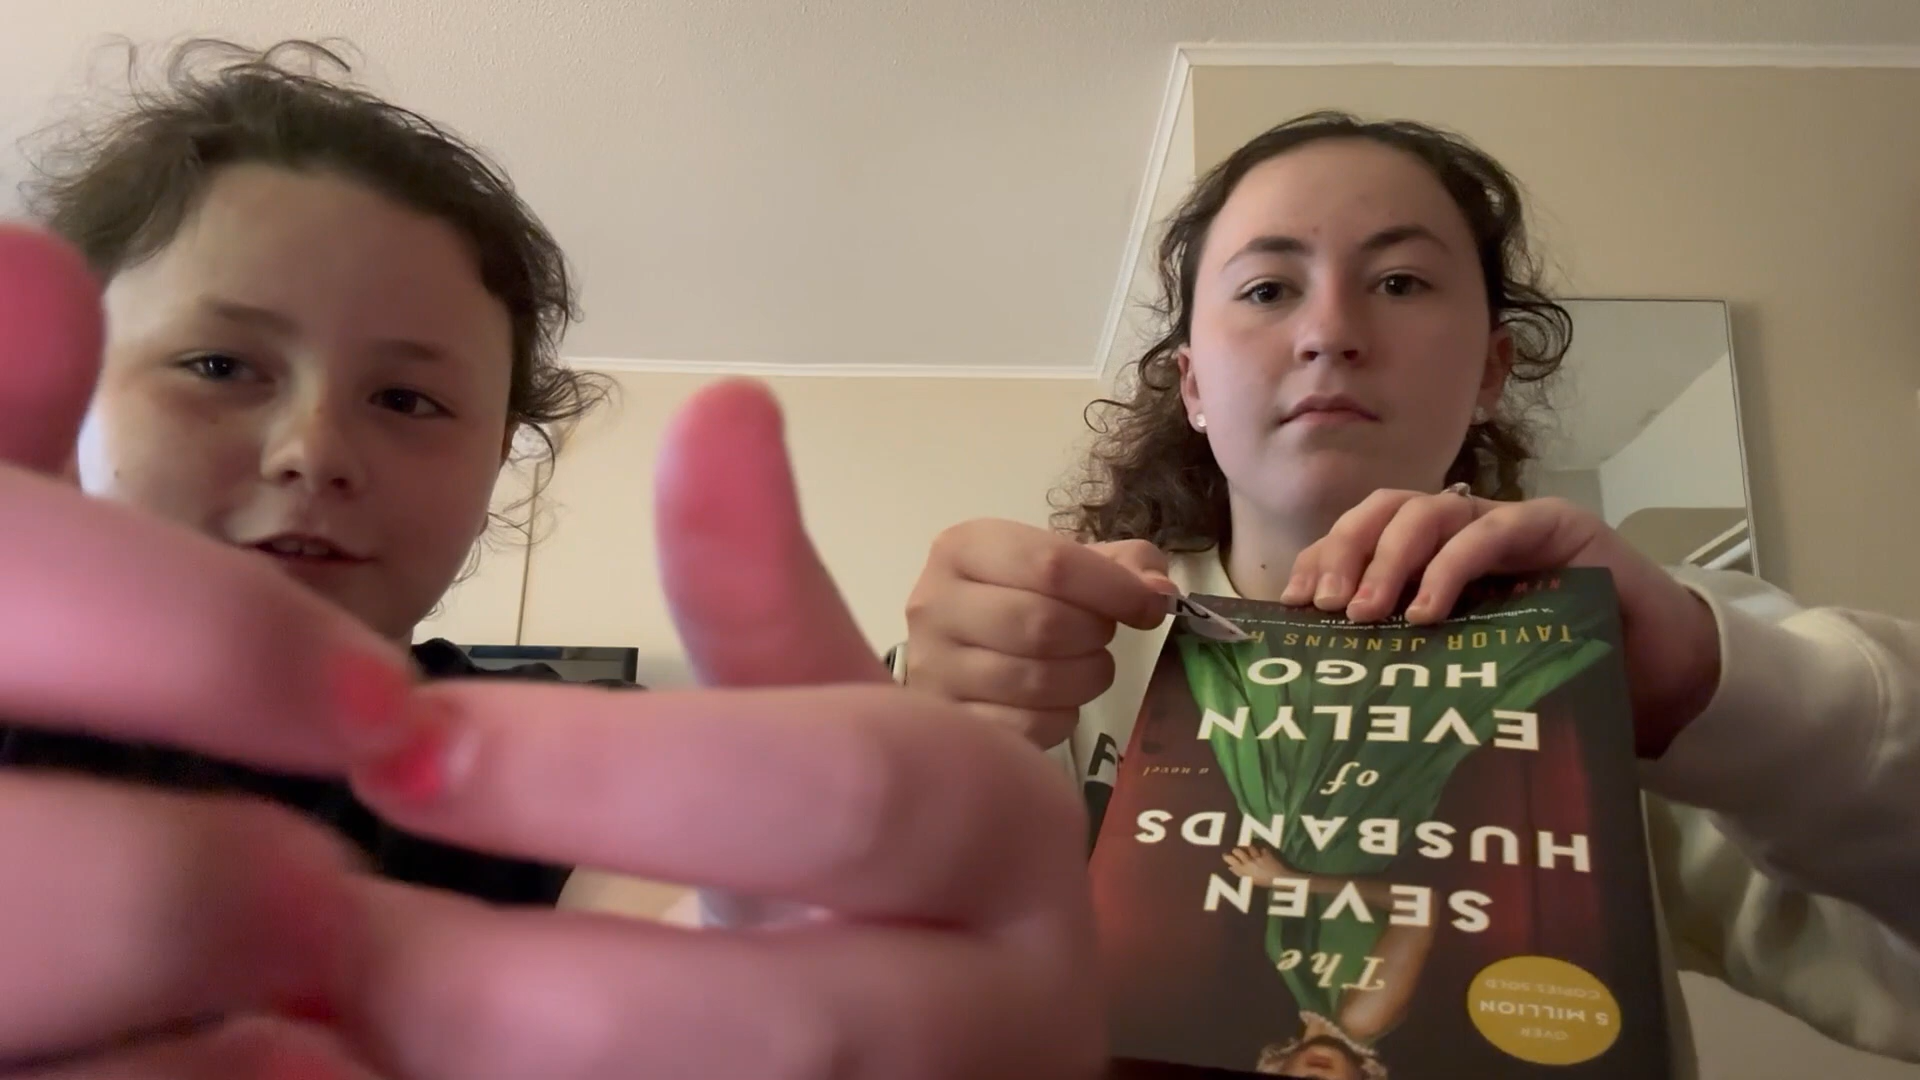 TAYLOR JENKINS R
The
SEVEN
HUSBANDS
of
EVELYN
HUGO
a novel
OVER
5 MILLION
COPIES SOLD